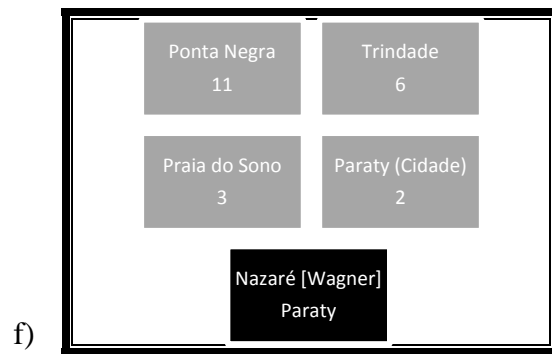 Ponta Negra
11
Trindade
6
Praia do Sono
3
Paraty (Cidade)
2
Nazaré [Wagner]
Paraty
f)